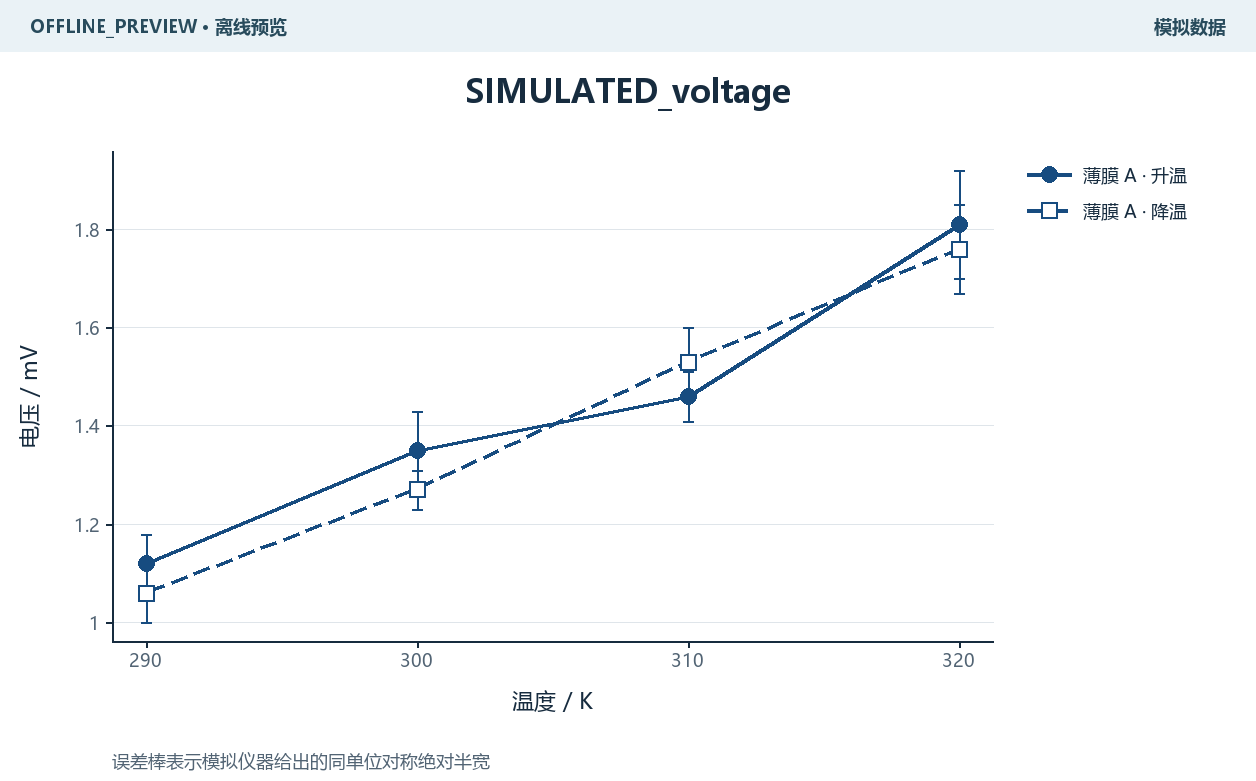 OFFLINE_PREVIEW • 离线预览
模拟数据
SIMULATED_voltage
薄膜 A · 升温
薄膜 A · 降温
电压 / mV
1.8
1.6
1.4
1.2
1
290 300 310 320
温度 / K
误差棒表示模拟仪器给出的同单位对称绝对半宽